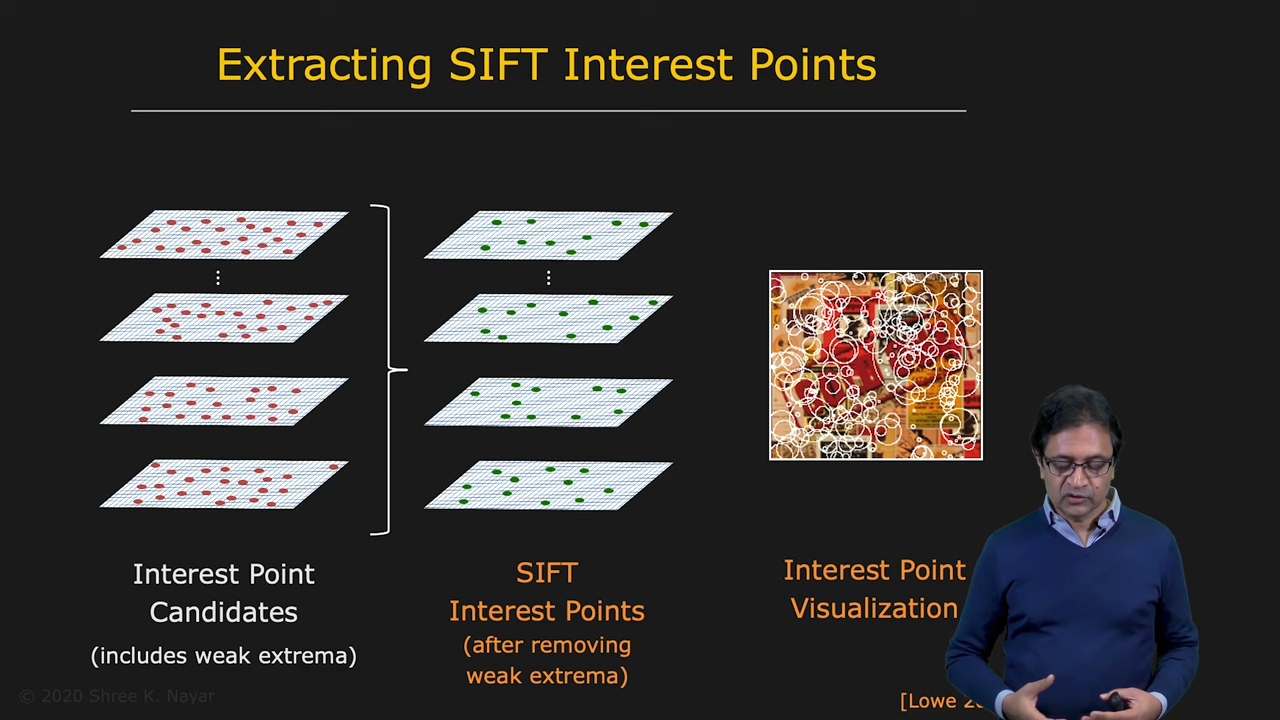 Extracting SIFT Interest Points
Interest Point
Candidates
(includes weak extrema)
SIFT
Interest Points
(after removing
weak extrema)
Interest Point
Visualization
© 2020 Shree K. Nayar
[Lowe